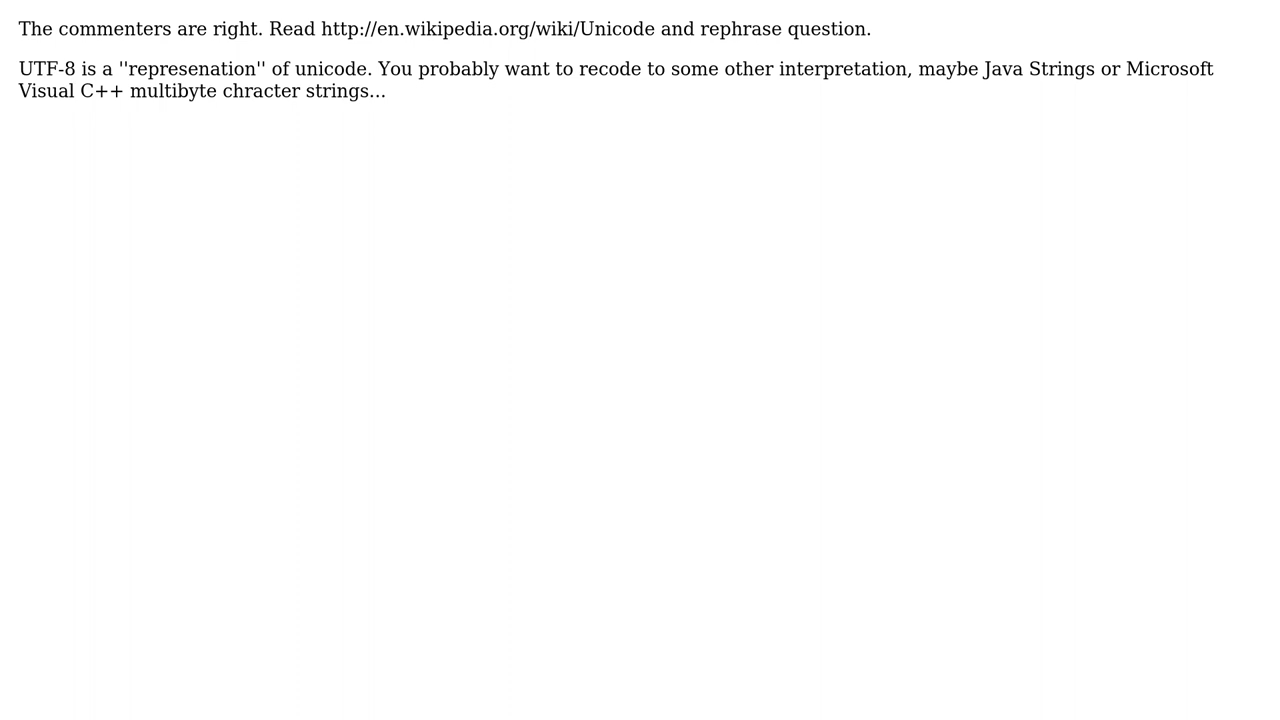 The commenters are right. Read http://en.wikipedia.org/wiki/Unicode and rephrase question.
UTF-8 is a ''represenation'' of unicode. You probably want to recode to some other interpretation, maybe Java Strings or Microsoft
Visual C++ multibyte chracter strings...